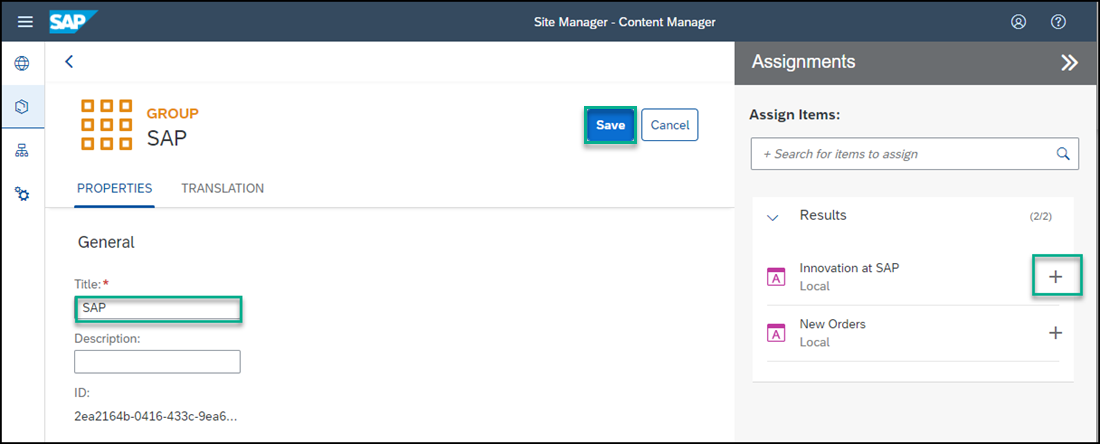 SAP
Site Manager - Content Manager
GROUP
SAP
Save
Cancel
PROPERTIES
TRANSLATION
General
Title:*
SAP
Description:
ID:
2ea2164b-0416-433c-9ea6...
Assignments
Assign Items:
+ Search for items to assign
Results
(2/2)
A
Innovation at SAP
Local
A
New Orders
Local